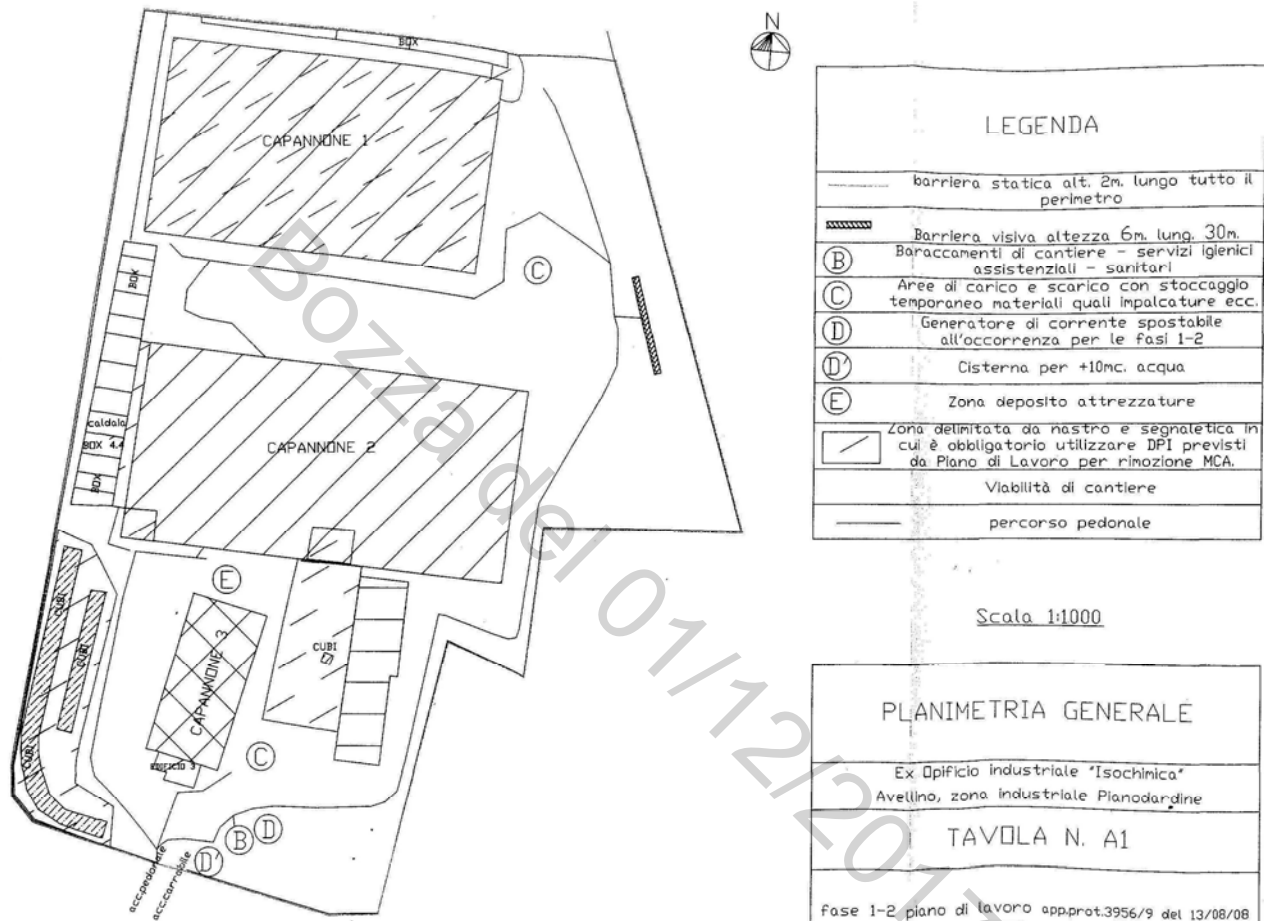 N
BOX
CAPANNONE 1
C
BOX
caldaia
BOX 4.4
BOX
CAPANNONE 2
E
CUBI
CUBI
CUBI
CAPANNONE 3
EDIFICIO 3
CUBI
C
B
D
D'
acc.pedonale
acc.carrabile
Bozza del 01/12/2017
LEGENDA
barriera statica alt. 2m. lungo tutto il
perimetro
Barriera visiva altezza 6m. lung. 30m.
B
Baraccamenti di cantiere - servizi igienici
assistenziali - sanitari
C
Aree di carico e scarico con stoccaggio
temporaneo materiali quali impalcature ecc.
D
Generatore di corrente spostabile
all'occorrenza per le fasi 1-2
D'
Cisterna per +10mc. acqua
E
Zona deposito attrezzature
Zona delimitata da nastro e segnaletica in
cui è obbligatorio utilizzare DPI previsti
da Piano di Lavoro per rimozione MCA.
Viabilità di cantiere
percorso pedonale
Scala 1:1000
PLANIMETRIA GENERALE
Ex Opificio industriale "Isochimica"
Avellino, zona industriale Pianodardine
TAVOLA N. A1
fase 1-2 piano di lavoro app.prot.3956/9 del 13/08/08